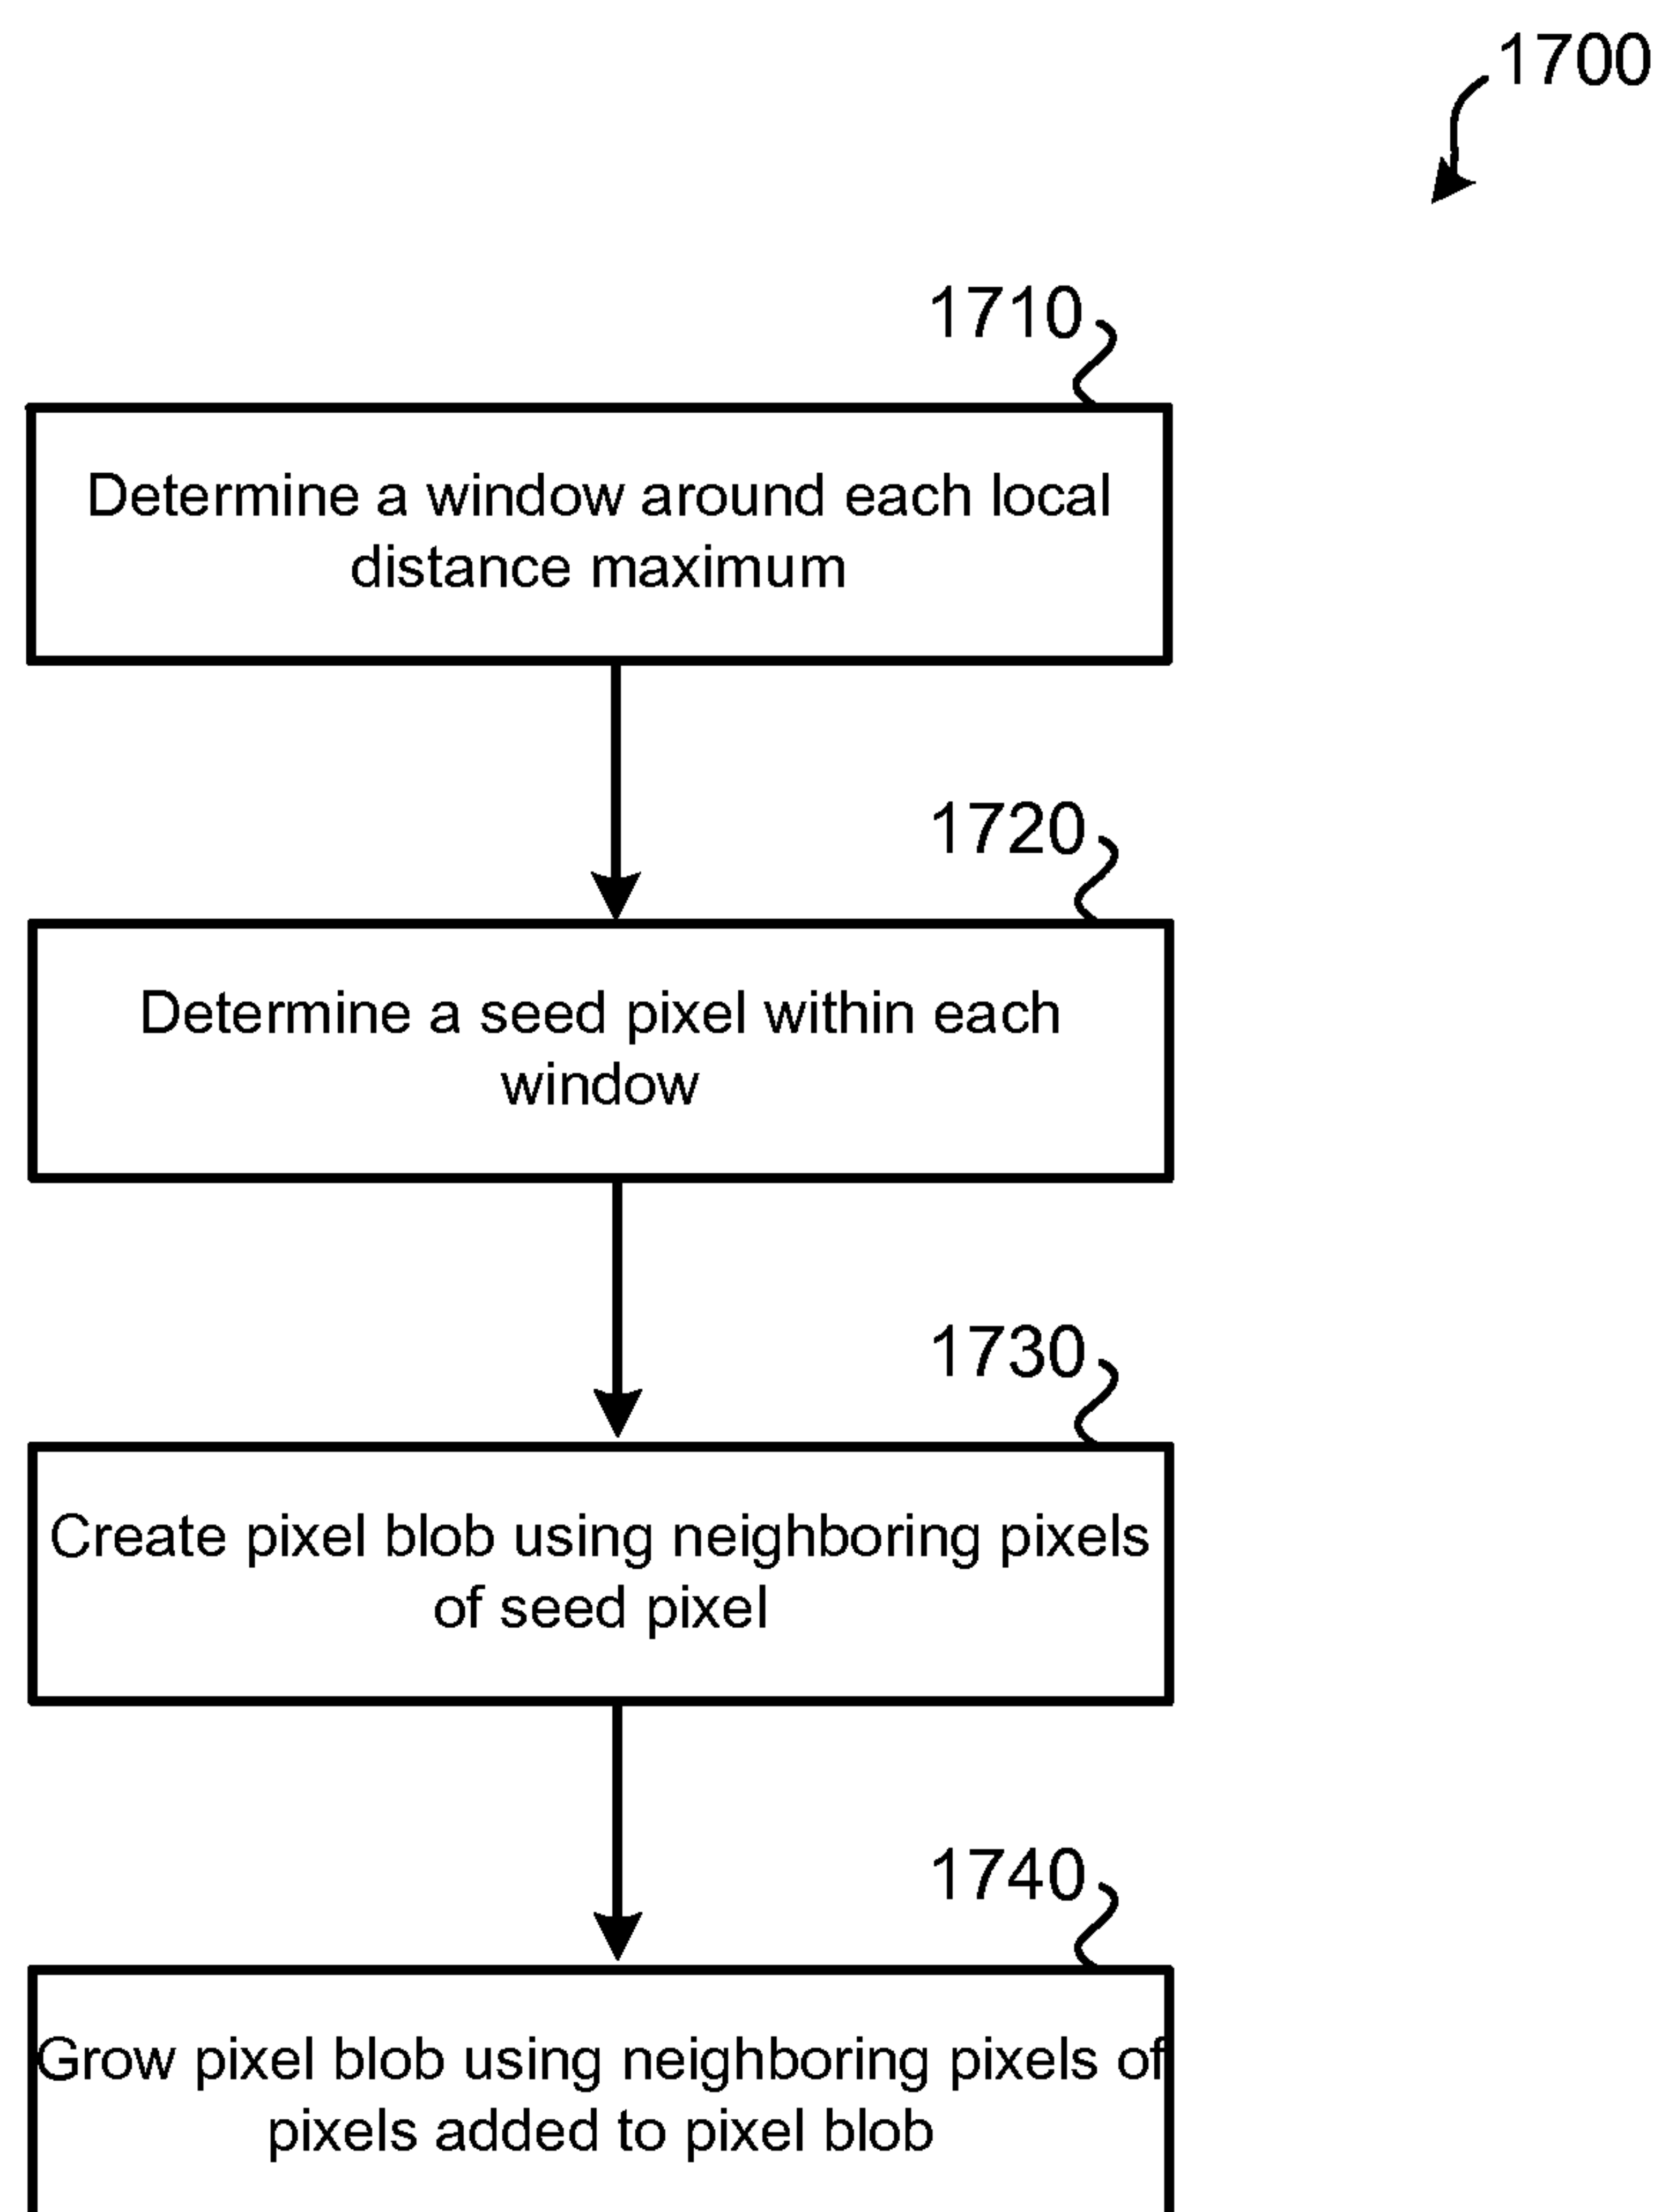 1700
1710
Determine a window around each local
distance maximum
1720
Determine a seed pixel within each
window
1730
Create pixel blob using neighboring pixels
of seed pixel
1740
Grow pixel blob using neighboring pixels of
pixels added to pixel blob